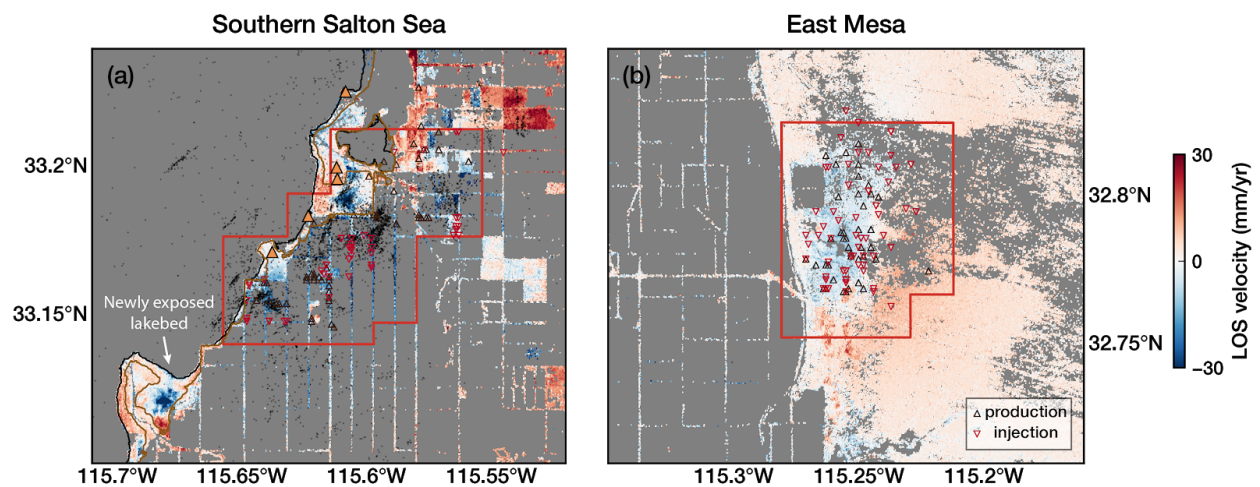 Southern Salton Sea
East Mesa
(a)
(b)
33.2°N
33.15°N
Newly exposed
lakebed
115.7°W
115.65°W
115.6°W
115.55°W
32.8°N
32.75°N
115.3°W
115.25°W
115.2°W
production
injection
30
0
−30
LOS velocity (mm/yr)